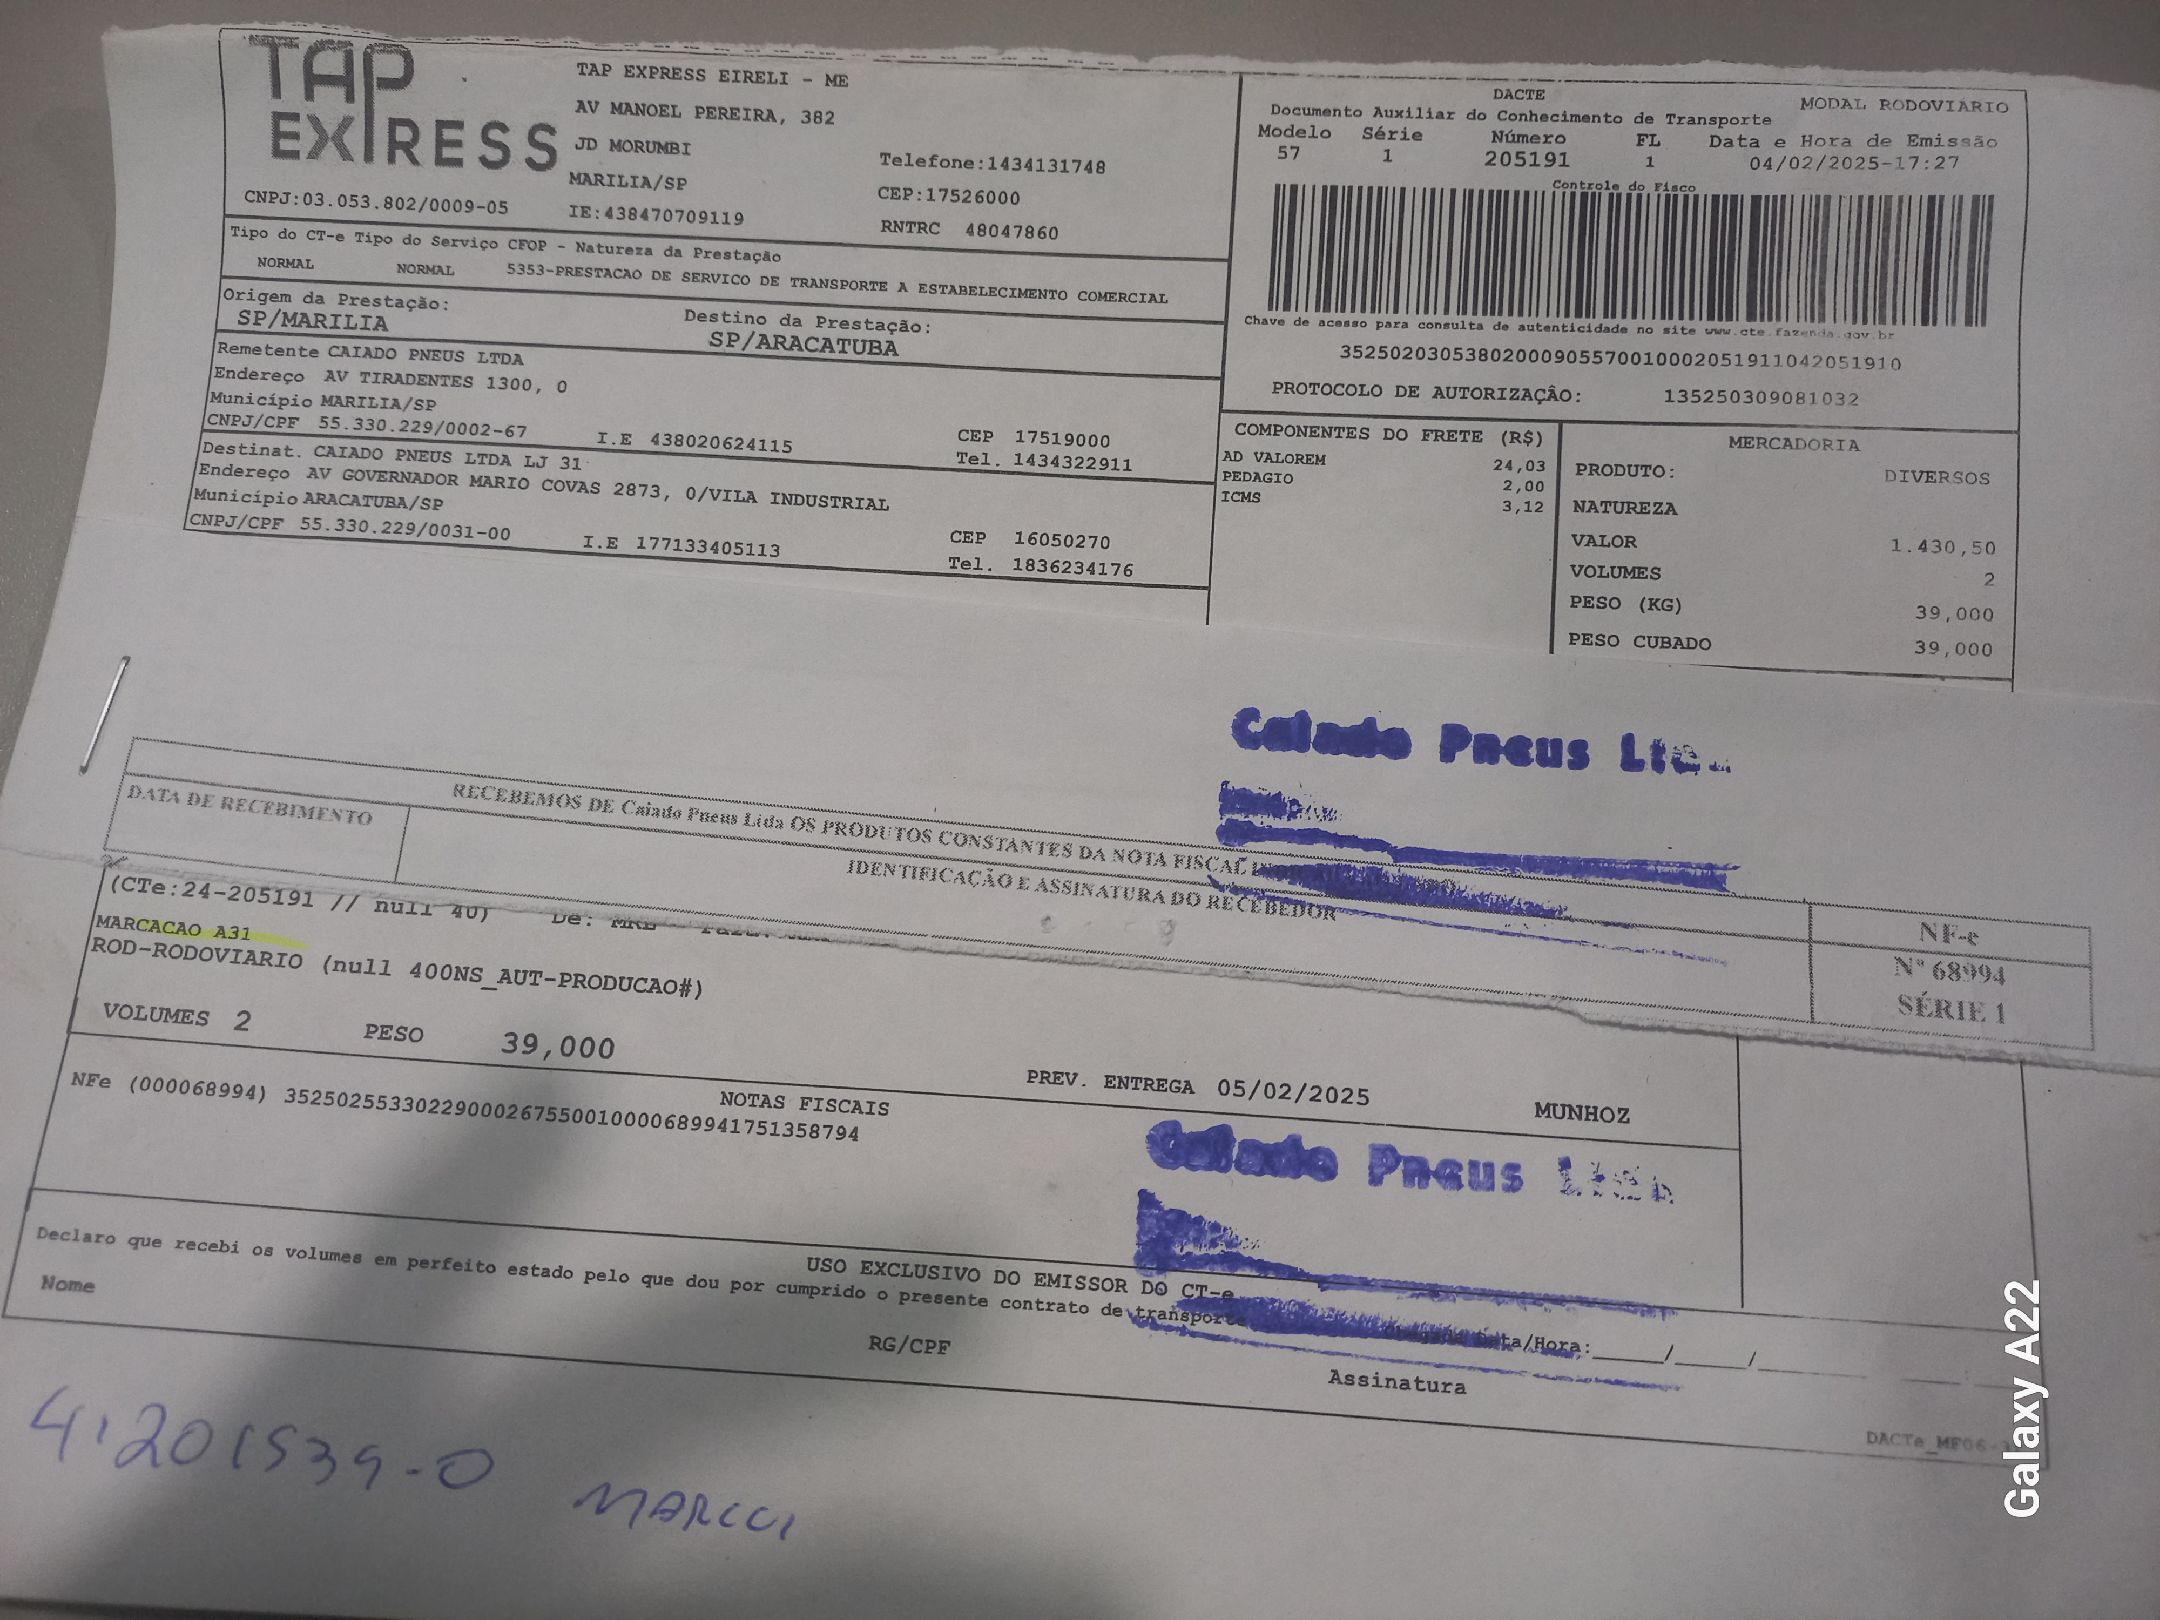 TAP EXPRESS
TAP EXPRESS EIRELI - ME
AV MANOEL PEREIRA, 382
JD MORUMBI
MARILIA/SP
Telefone:1434131748
CEP:17526000
CNPJ:03.053.802/0009-05
IE:438470709119
RNTRC 48047860
Tipo do CT-e Tipo do Serviço CFOP - Natureza da Prestação
NORMAL NORMAL 5353-PRESTACAO DE SERVICO DE TRANSPORTE A ESTABELECIMENTO COMERCIAL
Origem da Prestação:
SP/MARILIA
Destino da Prestação:
SP/ARACATUBA
Remetente CAIADO PNEUS LTDA
Endereço AV TIRADENTES 1300, 0
Município MARILIA/SP
CNPJ/CPF 55.330.229/0002-67 I.E 438020624115
CEP 17519000
Tel. 1434322911
Destinat. CAIADO PNEUS LTDA LJ 31
Endereço AV GOVERNADOR MARIO COVAS 2873, 0/VILA INDUSTRIAL
Município ARACATUBA/SP
CNPJ/CPF 55.330.229/0031-00 I.E 177133405113
CEP 16050270
Tel. 1836234176
DACTE
MODAL RODOVIÁRIO
Documento Auxiliar do Conhecimento de Transporte
Modelo Série Número FL Data e Hora de Emissão
57 1 205191 1 04/02/2025-17:27
Controle do Fisco
Chave de acesso para consulta de autenticidade no site www.cte.fazenda.gov.br
35250203053802000905570010002051911042051910
PROTOCOLO DE AUTORIZAÇÂO: 135250309081032
COMPONENTES DO FRETE (R$)
AD VALOREM 24,03
PEDAGIO 2,00
ICMS 3,12
MERCADORIA
PRODUTO: DIVERSOS
NATUREZA
VALOR 1.430,50
VOLUMES 2
PESO (KG) 39,000
PESO CUBADO 39,000
Caiado Pneus
RECEBEMOS DE Caiado Pneus Ltda OS PRODUTOS CONSTANTES DA NOTA FISCAL
DATA DE RECEBIMENTO
IDENTIFICAÇÃO E ASSINATURA DO RECEBEDOR
NF-e
N° 68994
SÉRIE 1
(CTe:24-205191 // null 40) De:
MARCACAO A31
ROD-RODOVIARIO (null 400NS_AUT-PRODUCAO#)
VOLUMES 2 PESO 39,000
PREV. ENTREGA 05/02/2025 MUNHOZ
NOTAS FISCAIS
NFe (000068994) 35250255330229000267550010000689941751358794
Caiado Pneus
USO EXCLUSIVO DO EMISSOR DO CT-e
Declaro que recebi os volumes em perfeito estado pelo que dou por cumprido o presente contrato de transporte
Chegada Data/Hora:_____/_____/
Nome RG/CPF Assinatura
DACTe_MF06
41201539-0
Galaxy A22